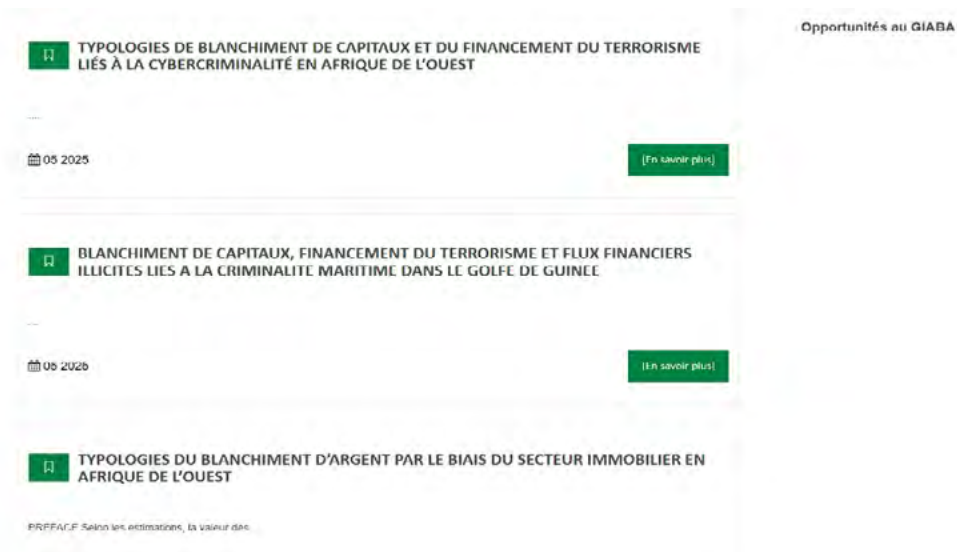 Opportunités au GIABA
TYPOLOGIES DE BLANCHIMENT DE CAPITAUX ET DU FINANCEMENT DU TERRORISME
LIÉS À LA CYBERCRIMINALITÉ EN AFRIQUE DE L'OUEST
....
05 2025
[En savoir plus]
BLANCHIMENT DE CAPITAUX, FINANCEMENT DU TERRORISME ET FLUX FINANCIERS
ILLICITES LIES A LA CRIMINALITE MARITIME DANS LE GOLFE DE GUINEE
...
05 2025
[En savoir plus]
TYPOLOGIES DU BLANCHIMENT D'ARGENT PAR LE BIAIS DU SECTEUR IMMOBILIER EN
AFRIQUE DE L'OUEST
PREFACE Selon les estimations, la valeur des...